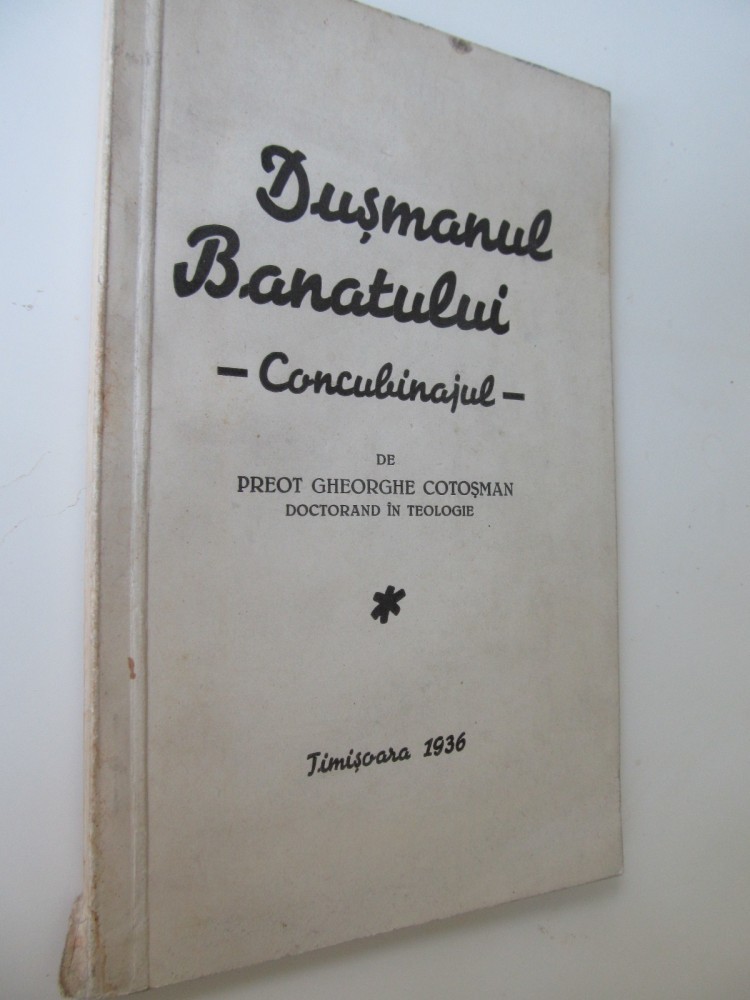 Dușmanul
Banatului
– Concubinajul –
DE
PREOT GHEORGHE COTOȘMAN
DOCTORAND ÎN TEOLOGIE
*
Timișoara 1936